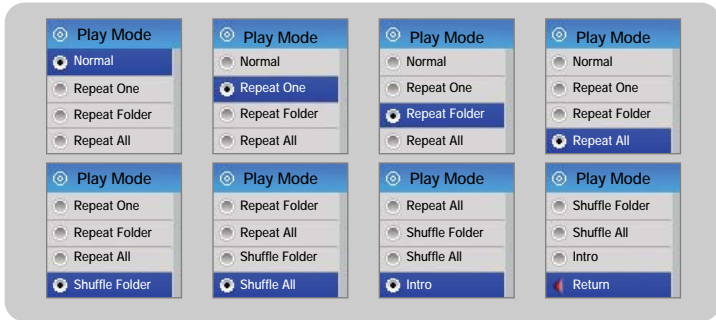 Play Mode
Normal
Repeat One
Repeat Folder
Repeat All
Play Mode
Normal
Repeat One
Repeat Folder
Repeat All
Play Mode
Normal
Repeat One
Repeat Folder
Repeat All
Play Mode
Normal
Repeat One
Repeat Folder
Repeat All
Play Mode
Repeat One
Repeat Folder
Repeat All
Shuffle Folder
Play Mode
Repeat Folder
Repeat All
Shuffle Folder
Shuffle All
Play Mode
Repeat All
Shuffle Folder
Shuffle All
Intro
Play Mode
Shuffle Folder
Shuffle All
Intro
Return